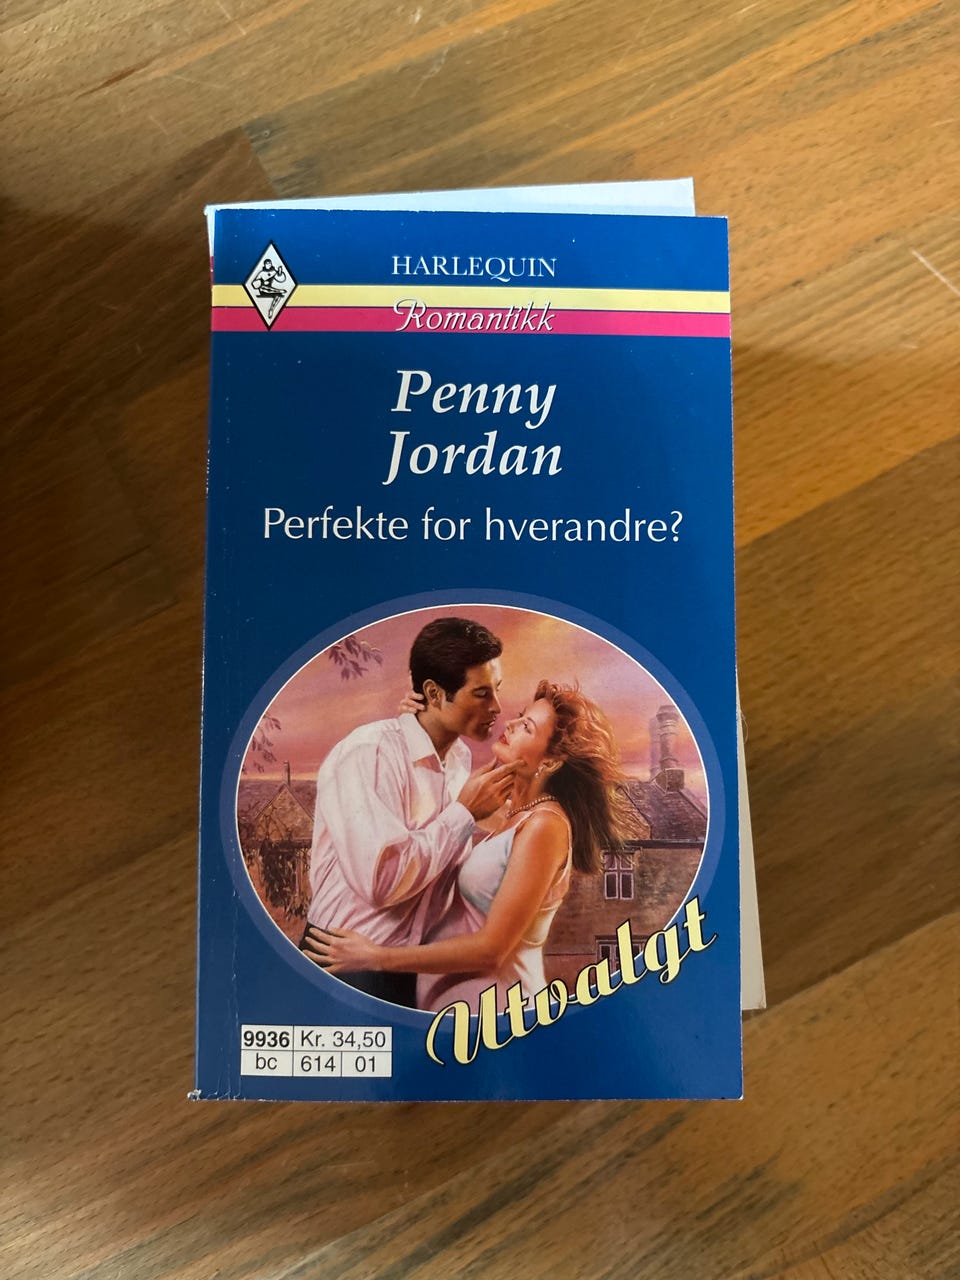 HARLEQUIN
Romantikk
Penny
Jordan
Perfekte for hverandre?
Utvalgt
9936 Kr. 34,50
bc 614 01